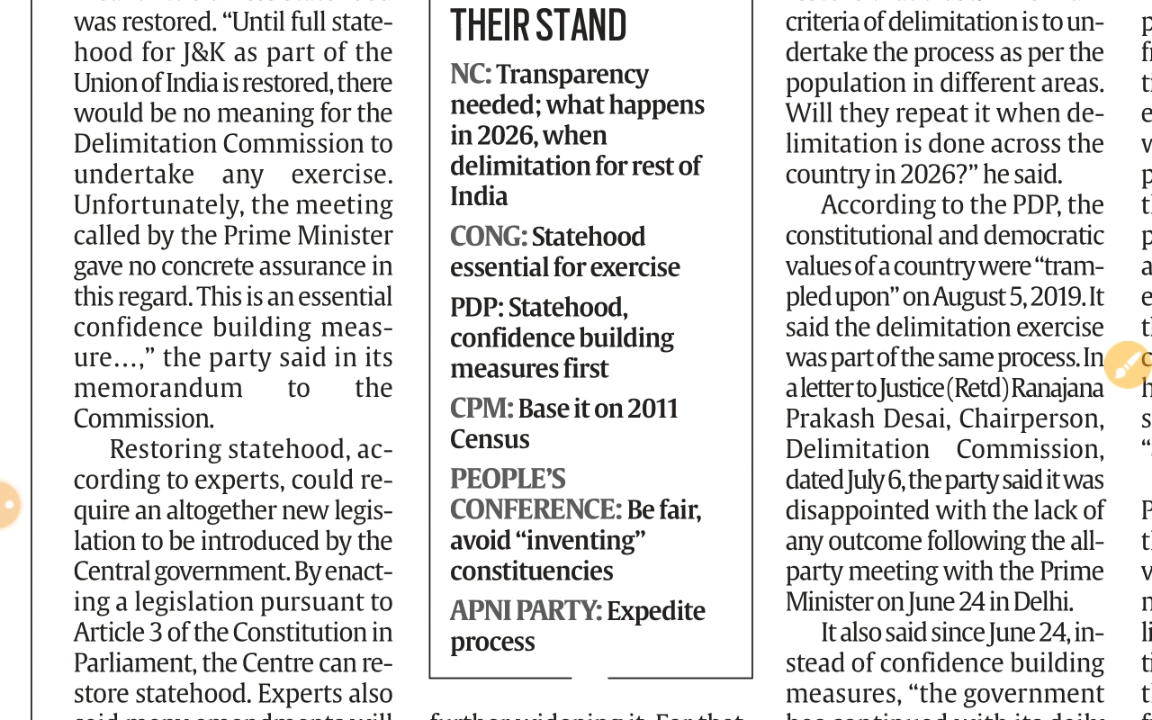 was restored. “Until full state-
hood for J&K as part of the
Union of India is restored, there
would be no meaning for the
Delimitation Commission to
undertake any exercise.
Unfortunately, the meeting
called by the Prime Minister
gave no concrete assurance in
this regard. This is an essential
confidence building meas-
ure…,” the party said in its
memorandum to the
Commission.
Restoring statehood, ac-
cording to experts, could re-
quire an altogether new legis-
lation to be introduced by the
Central government. By enact-
ing a legislation pursuant to
Article 3 of the Constitution in
Parliament, the Centre can re-
store statehood. Experts also
THEIR STAND
NC: Transparency
needed; what happens
in 2026, when
delimitation for rest of
India
CONG: Statehood
essential for exercise
PDP: Statehood,
confidence building
measures first
CPM: Base it on 2011
Census
PEOPLE’S
CONFERENCE: Be fair,
avoid “inventing”
constituencies
APNI PARTY: Expedite
process
further widening it. For that
criteria of delimitation is to un-
dertake the process as per the
population in different areas.
Will they repeat it when de-
limitation is done across the
country in 2026?” he said.
According to the PDP, the
constitutional and democratic
values of a country were “tram-
pled upon” on August 5, 2019. It
said the delimitation exercise
was part of the same process. In
a letter to Justice (Retd) Ranajana
Prakash Desai, Chairperson,
Delimitation Commission,
dated July 6, the party said it was
disappointed with the lack of
any outcome following the all-
party meeting with the Prime
Minister on June 24 in Delhi.
It also said since June 24, in-
stead of confidence building
measures, “the government